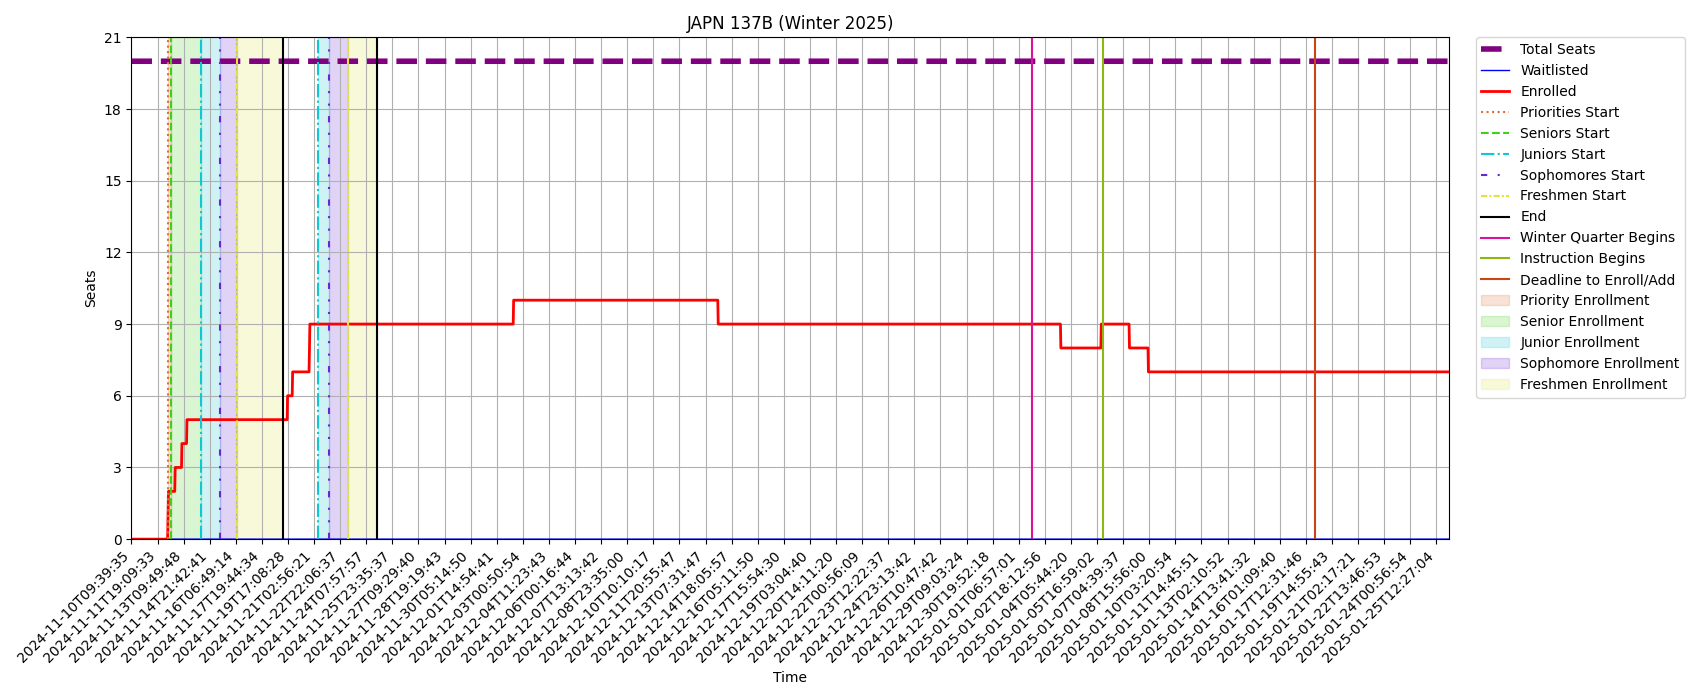 JAPN 137B (Winter 2025)
Seats
21
18
15
12
9
6
3
0
2024-11-10T09:39:35
2024-11-11T19:09:33
2024-11-13T09:49:48
2024-11-14T21:42:41
2024-11-16T06:49:14
2024-11-17T19:44:34
2024-11-19T17:08:28
2024-11-21T02:56:21
2024-11-22T22:06:37
2024-11-24T07:57:57
2024-11-25T23:35:37
2024-11-27T09:29:40
2024-11-28T19:19:43
2024-11-30T05:14:50
2024-12-01T14:54:41
2024-12-03T00:50:54
2024-12-04T11:23:43
2024-12-06T00:16:44
2024-12-07T13:13:42
2024-12-08T23:35:00
2024-12-10T10:10:17
2024-12-11T20:55:47
2024-12-13T07:31:47
2024-12-14T18:05:57
2024-12-16T05:11:50
2024-12-17T15:54:30
2024-12-19T03:04:40
2024-12-20T14:11:20
2024-12-22T00:56:09
2024-12-23T12:22:37
2024-12-24T23:13:42
2024-12-26T10:47:42
2024-12-29T09:03:24
2024-12-30T19:52:18
2025-01-01T06:57:01
2025-01-02T18:12:56
2025-01-04T05:44:20
2025-01-05T16:59:02
2025-01-07T04:39:37
2025-01-08T15:56:00
2025-01-10T03:20:54
2025-01-11T14:45:51
2025-01-13T02:10:52
2025-01-14T13:41:32
2025-01-16T01:09:40
2025-01-17T12:31:46
2025-01-19T14:55:43
2025-01-21T02:17:21
2025-01-22T13:46:53
2025-01-24T00:56:54
2025-01-25T12:27:04
Time
Total Seats
Waitlisted
Enrolled
Priorities Start
Seniors Start
Juniors Start
Sophomores Start
Freshmen Start
End
Winter Quarter Begins
Instruction Begins
Deadline to Enroll/Add
Priority Enrollment
Senior Enrollment
Junior Enrollment
Sophomore Enrollment
Freshmen Enrollment